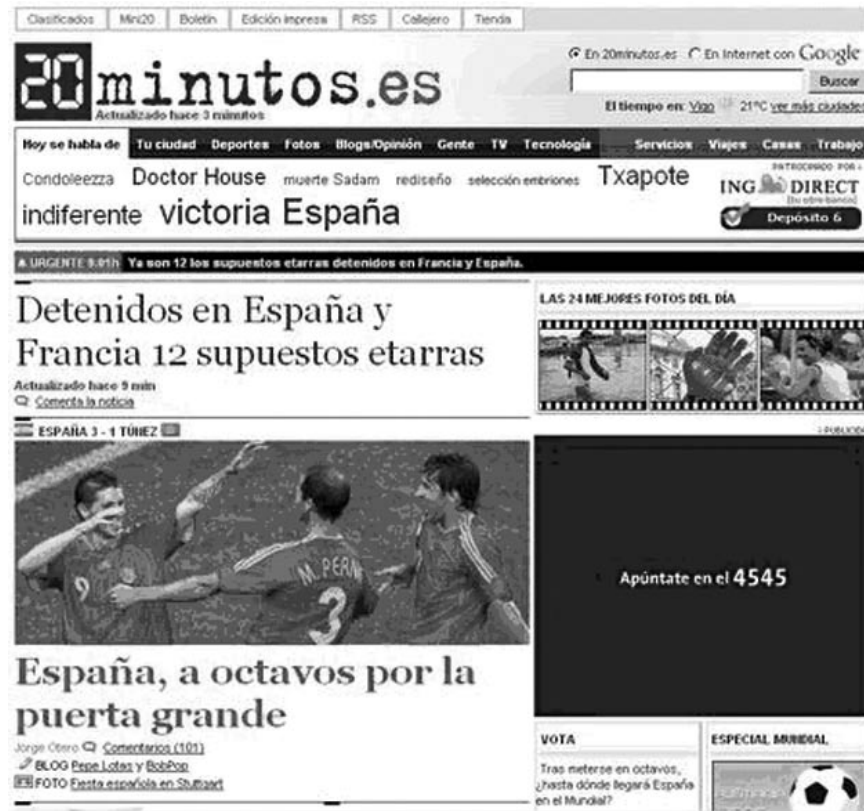 Clasificados Mini20 Boletín Edición impresa RSS Callejero Tienda
20minutos.es
Actualizado hace 3 minutos
En 20minutos.es En Internet con Google
Buscar
El tiempo en: Vigo 21ºC ver más ciudades
Hoy se habla de Tu ciudad Deportes Fotos Blogs/Opinión Gente TV Tecnología Servicios Viajes Casas Trabajo
Condoleezza Doctor House muerte Sadam rediseño selección embriones Txapote
indiferente victoria España
PATROCINADO POR
ING DIRECT
Depósito 6
URGENTE 9.01h Ya son 12 los supuestos etarras detenidos en Francia y España.
Detenidos en España y
Francia 12 supuestos etarras
Actualizado hace 9 min
Comenta la noticia
LAS 24 MEJORES FOTOS DEL DÍA
ESPAÑA 3 - 1 TÚNEZ
9
M. PERN
3
Apúntate en el 4545
España, a octavos por la
puerta grande
Jorge Otero Comentarios (101)
BLOG Pepe Lotas y BobPop
FOTO Fiesta española en Stuttgart
VOTA
Tras meterse en octavos,
¿hasta dónde llegará España
en el Mundial?
ESPECIAL MUNDIAL